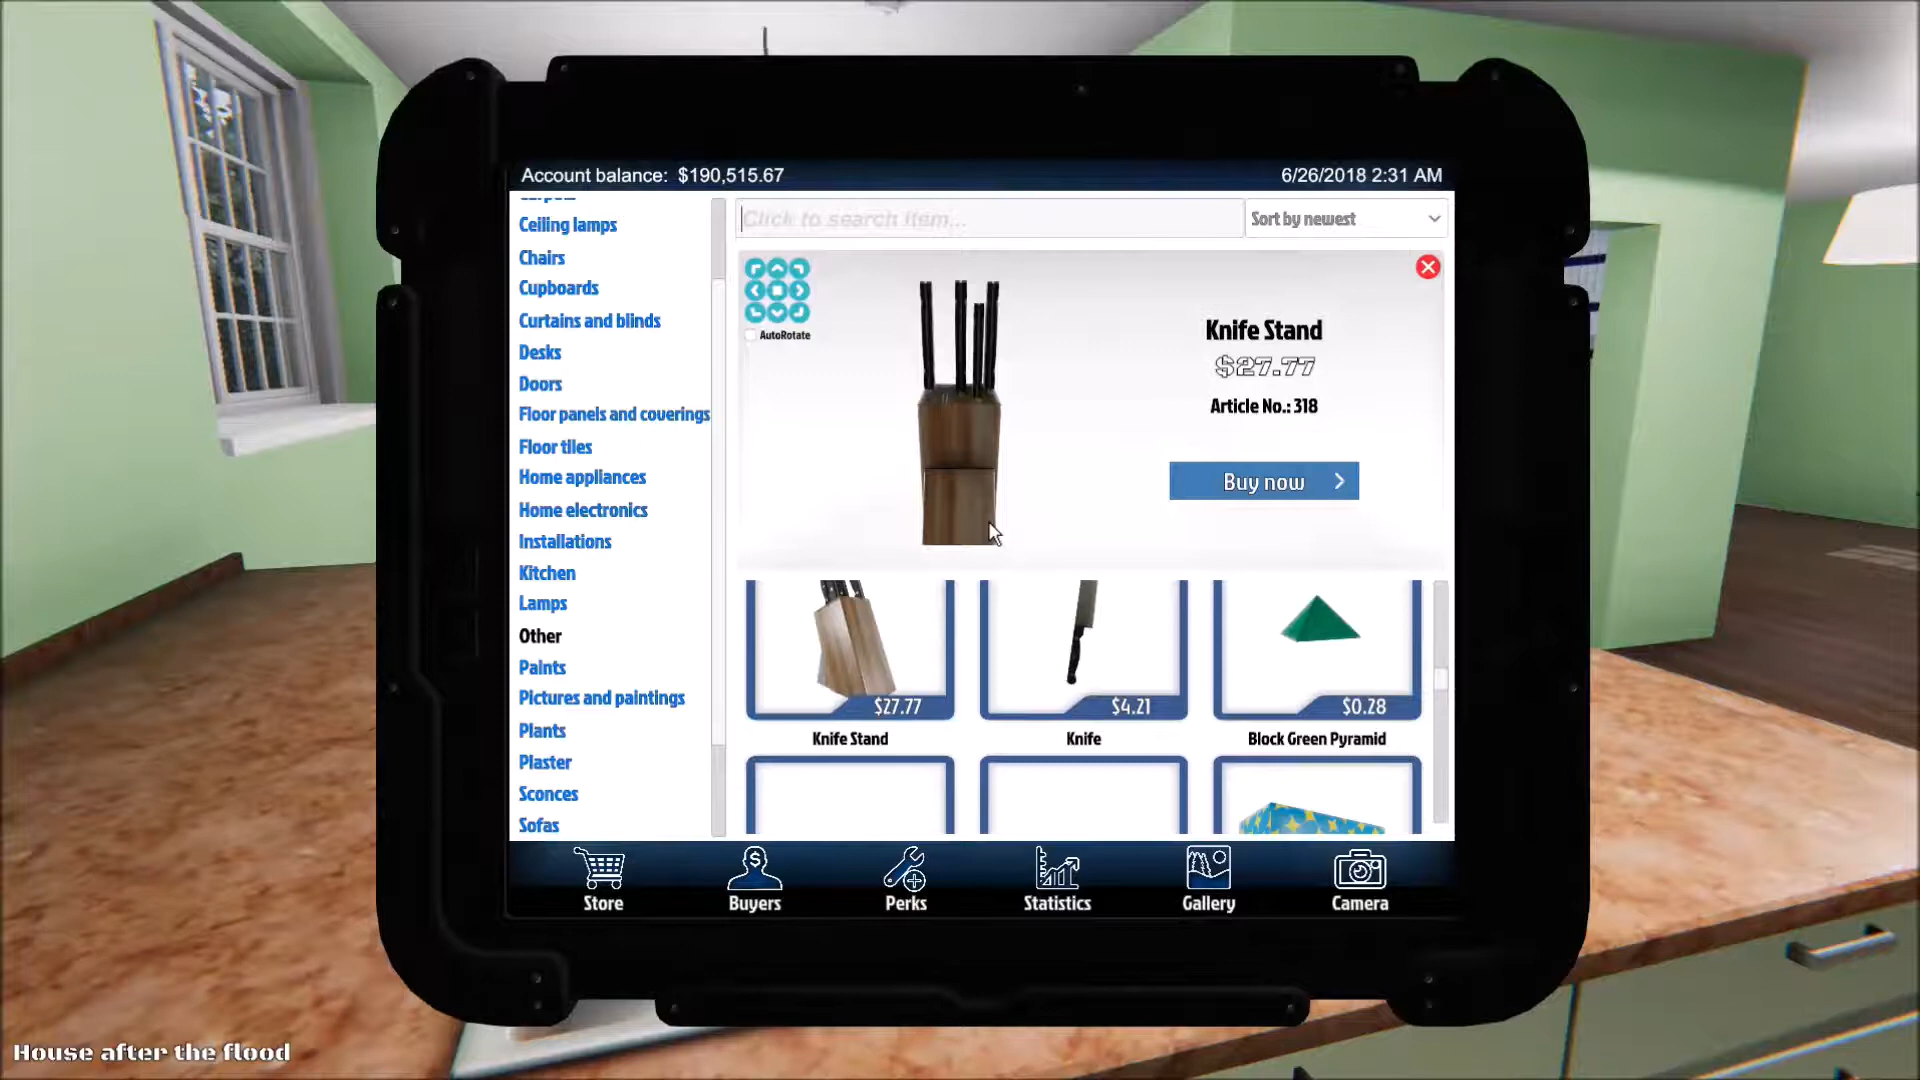 Account balance: $190,515.67
6/26/2018 2:31 AM
Carpets
Ceiling lamps
Chairs
Cupboards
Curtains and blinds
Desks
Doors
Floor panels and coverings
Floor tiles
Home appliances
Home electronics
Installations
Kitchen
Lamps
Other
Paints
Pictures and paintings
Plants
Plaster
Sconces
Sofas
Click to search item...
Sort by newest
AutoRotate
Knife Stand
$27.77
Article No.: 318
Buy now
$27.77
$4.21
$0.28
Knife Stand
Knife
Block Green Pyramid
Store
Buyers
Perks
Statistics
Gallery
Camera
House after the flood